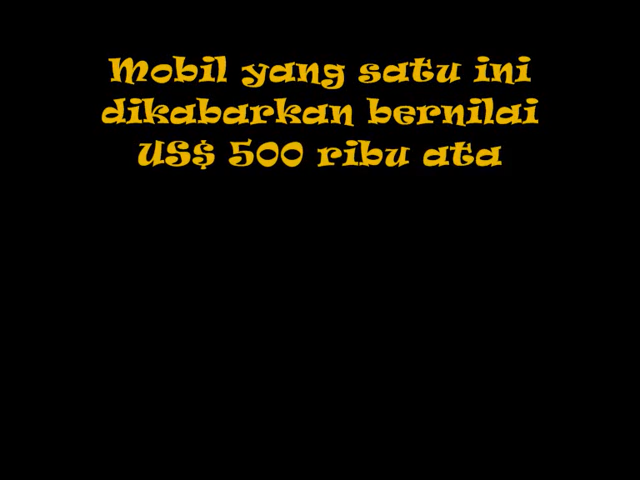 Mobil yang satu ini
dikabarkan bernilai
US$ 500 ribu ata